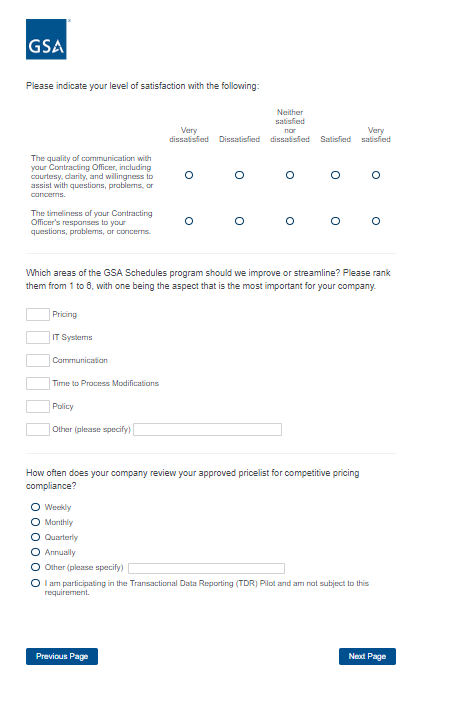 GSA
Please indicate your level of satisfaction with the following:
Very dissatisfied Dissatisfied Neither satisfied nor dissatisfied Satisfied Very satisfied
The quality of communication with
your Contracting Officer, including
courtesy, clarity, and willingness to
assist with questions, problems, or
concerns.
The timeliness of your Contracting
Officer's responses to your
questions, problems, or concerns.
Which areas of the GSA Schedules program should we improve or streamline? Please rank
them from 1 to 6, with one being the aspect that is the most important for your company.
Pricing
IT Systems
Communication
Time to Process Modifications
Policy
Other (please specify)
How often does your company review your approved pricelist for competitive pricing
compliance?
Weekly
Monthly
Quarterly
Annually
Other (please specify)
I am participating in the Transactional Data Reporting (TDR) Pilot and am not subject to this
requirement.
Previous Page Next Page